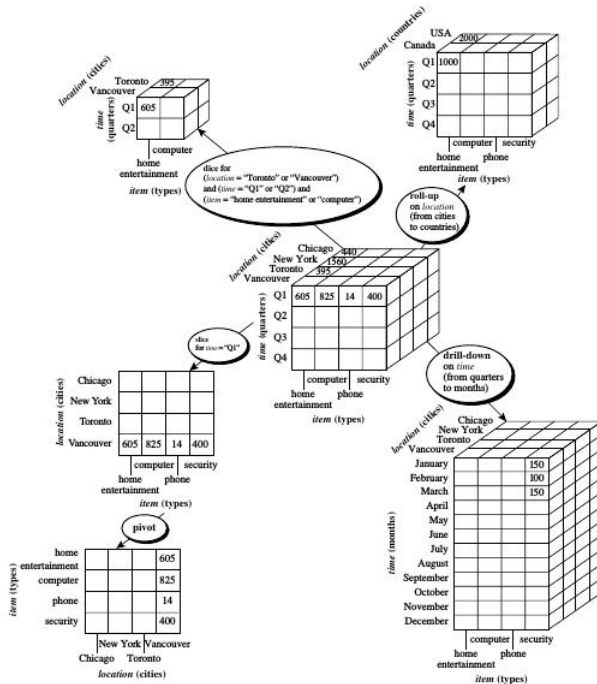 location (cities)
Toronto
Vancouver
395
time (quarters)
Q1 605
Q2
computer
home
entertainment
item (types)
location (countries)
USA
Canada
2000
time (quarters)
Q1 1000
Q2
Q3
Q4
computer security
home
entertainment
phone
item (types)
dice for
(location = "Toronto" or "Vancouver")
and (time = "Q1" or "Q2") and
(item = "home entertainment" or "computer")
roll-up
on location
(from cities
to countries)
location (cities)
Chicago 440
New York 1560
Toronto 395
Vancouver
time (quarters)
Q1 605 825 14 400
Q2
Q3
Q4
computer security
home
entertainment
phone
item (types)
slice
for time = "Q1"
drill-down
on time
(from quarters
to months)
location (cities)
Chicago
New York
Toronto
Vancouver 605 825 14 400
computer security
home
entertainment
phone
item (types)
pivot
item (types)
home
entertainment 605
computer 825
phone 14
security 400
New York Vancouver
Chicago Toronto
location (cities)
location (cities)
Chicago
New York
Toronto
Vancouver
time (months)
January 150
February 100
March 150
April
May
June
July
August
September
October
November
December
computer security
home
entertainment
phone
item (types)